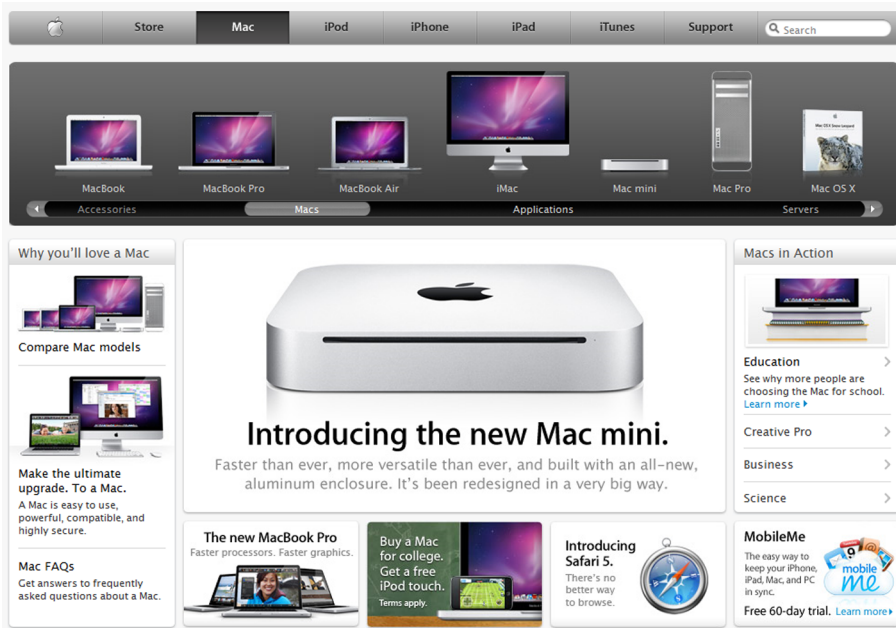 Store
Mac
iPod
iPhone
iPad
iTunes
Support
Search
Mac OS X Snow Leopard
MacBook
MacBook Pro
MacBook Air
iMac
Mac mini
Mac Pro
Mac OS X
Accessories
Macs
Applications
Servers
Why you'll love a Mac
Compare Mac models
Make the ultimate
upgrade. To a Mac.
A Mac is easy to use,
powerful, compatible, and
highly secure.
Mac FAQs
Get answers to frequently
asked questions about a Mac.
Introducing the new Mac mini.
Faster than ever, more versatile than ever, and built with an all-new,
aluminum enclosure. It's been redesigned in a very big way.
The new MacBook Pro
Faster processors. Faster graphics.
Buy a Mac
for college.
Get a free
iPod touch.
Terms apply.
Introducing
Safari 5.
There's no
better way
to browse.
Macs in Action
Education
See why more people are
choosing the Mac for school.
Learn more
Creative Pro
Business
Science
MobileMe
The easy way to
keep your iPhone,
iPad, Mac, and PC
in sync.
9
@
mobile
me
Free 60-day trial. Learn more